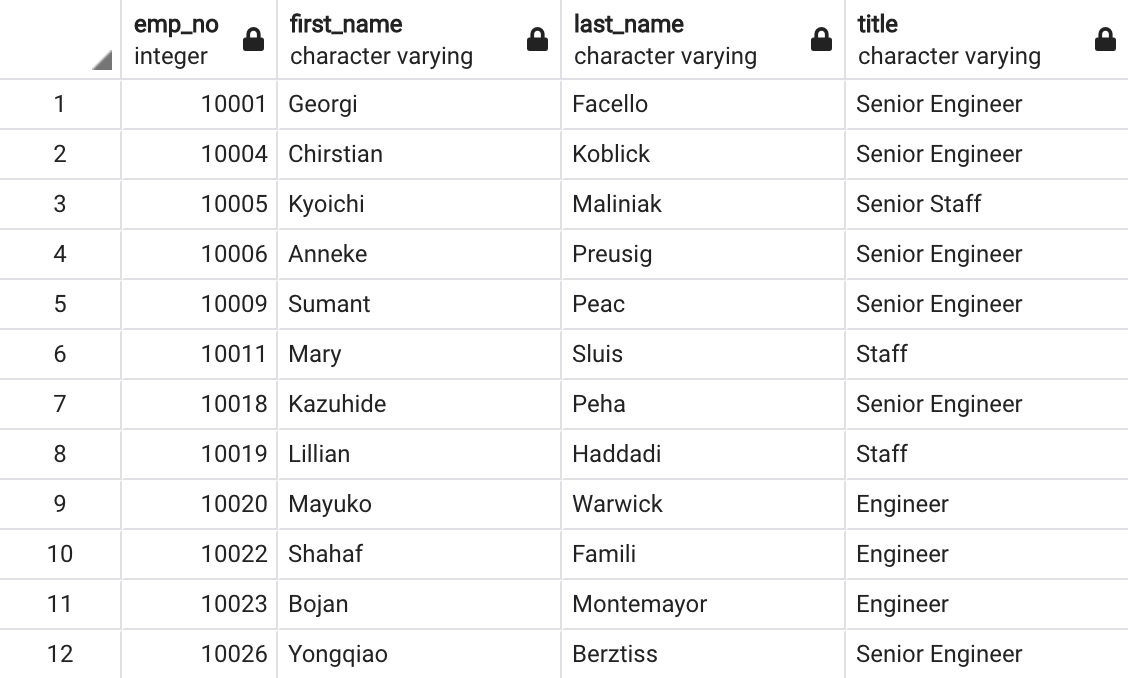 emp_no first_name last_name title
integer character varying character varying character varying
1 10001 Georgi Facello Senior Engineer
2 10004 Chirstian Koblick Senior Engineer
3 10005 Kyoichi Maliniak Senior Staff
4 10006 Anneke Preusig Senior Engineer
5 10009 Sumant Peac Senior Engineer
6 10011 Mary Sluis Staff
7 10018 Kazuhide Peha Senior Engineer
8 10019 Lillian Haddadi Staff
9 10020 Mayuko Warwick Engineer
10 10022 Shahaf Famili Engineer
11 10023 Bojan Montemayor Engineer
12 10026 Yongqiao Berztiss Senior Engineer